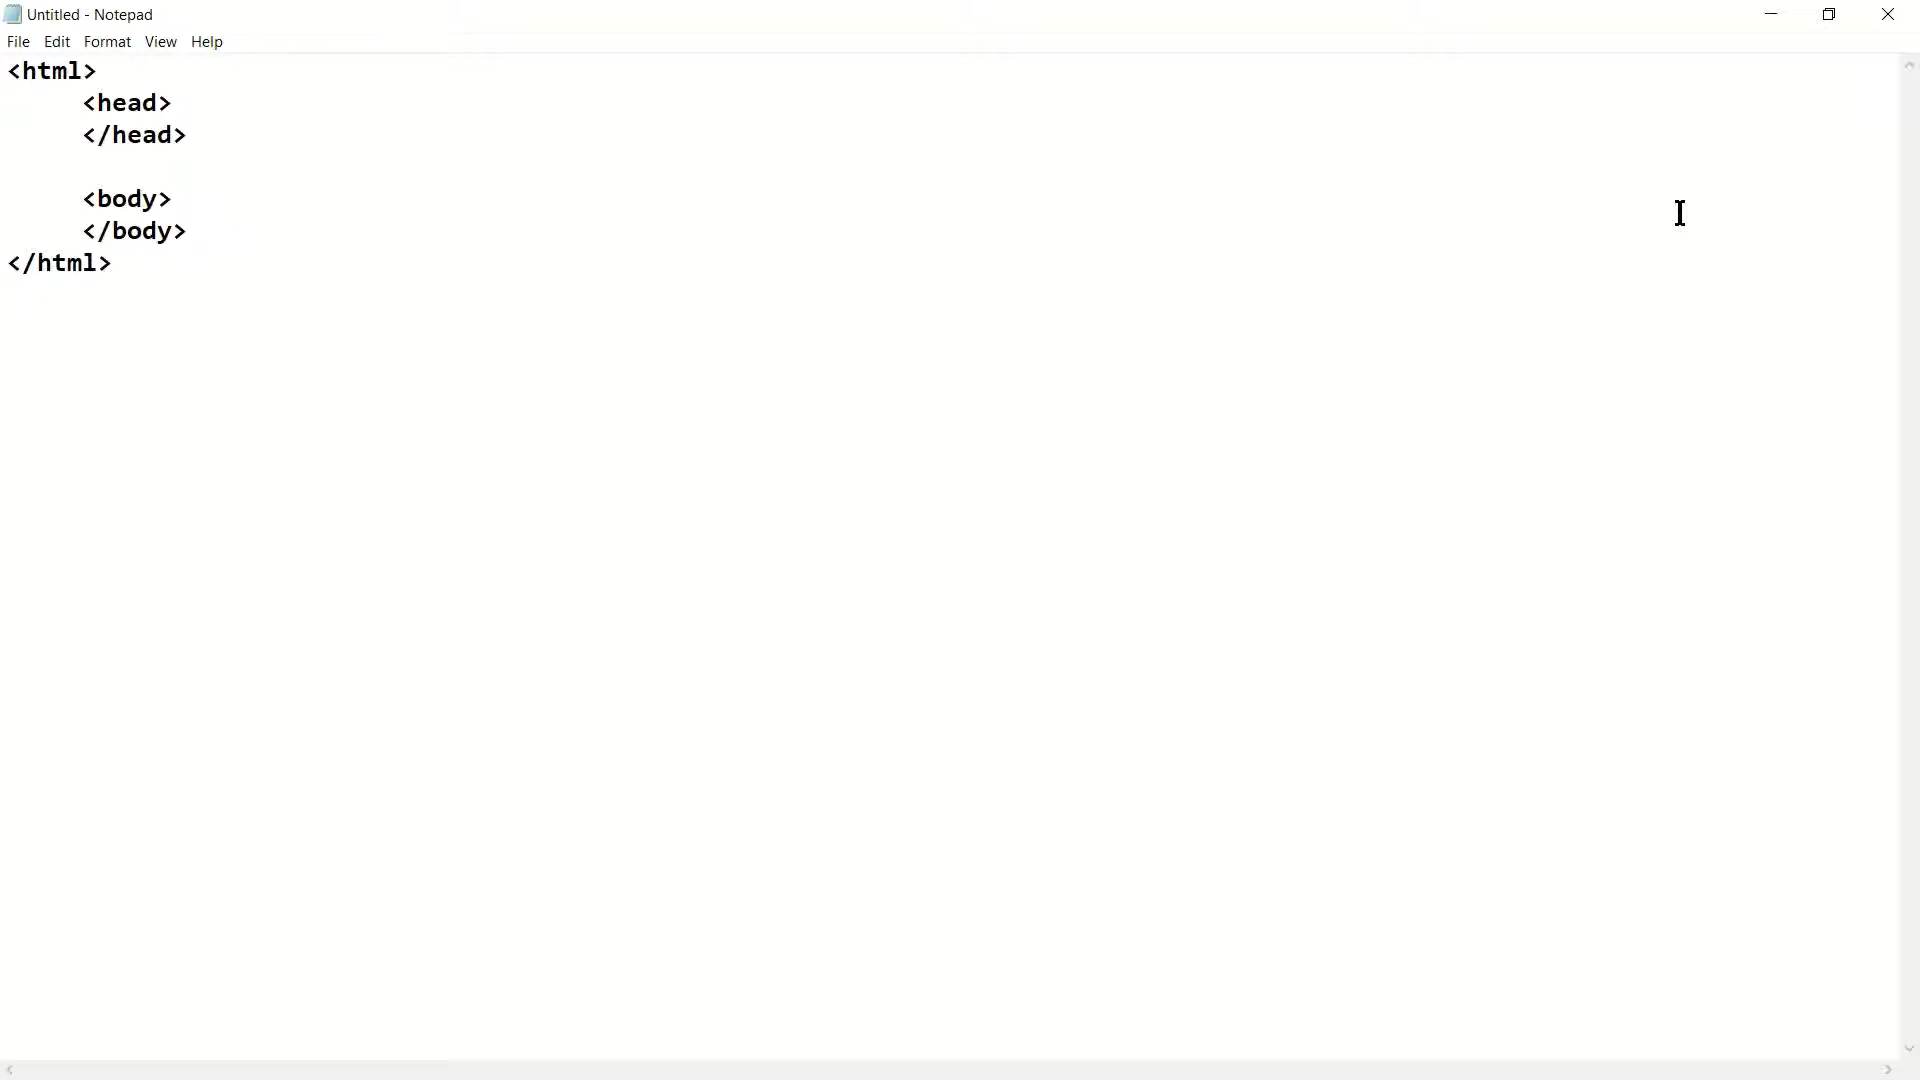 Untitled - Notepad
File Edit Format View Help
<html>
<head>
</head>
<body>
</body>
</html>